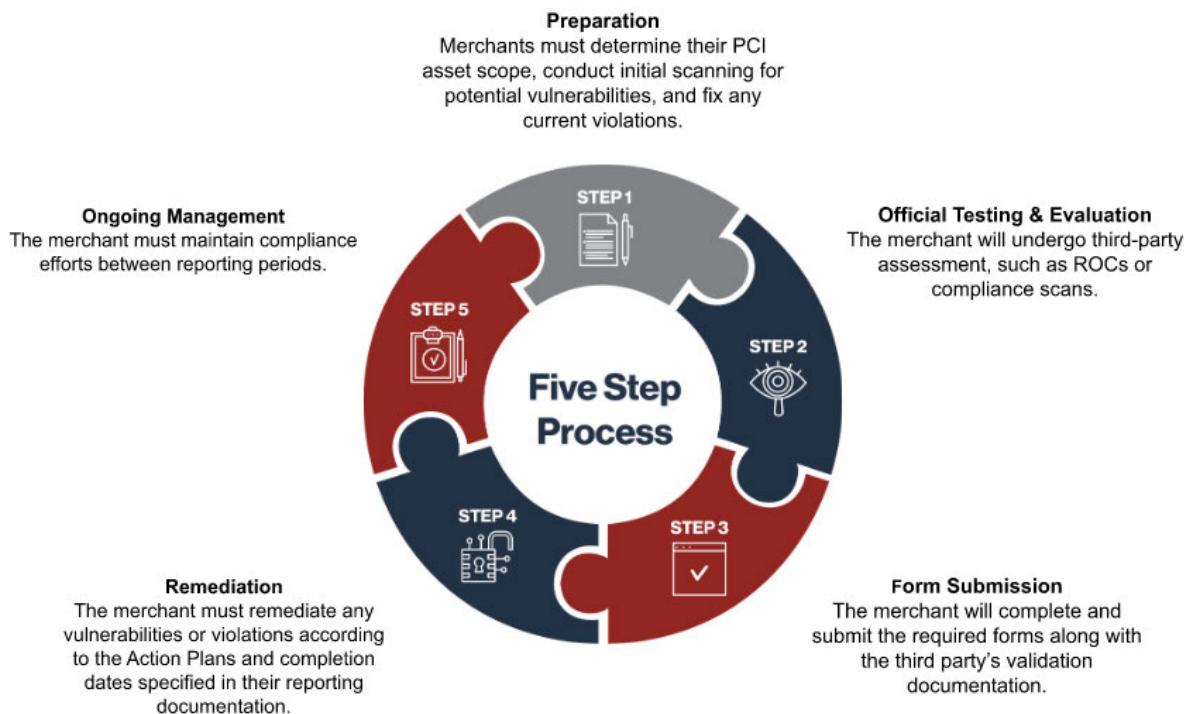 Preparation
Merchants must determine their PCI
asset scope, conduct initial scanning for
potential vulnerabilities, and fix any
current violations.
STEP 1
Official Testing & Evaluation
The merchant will undergo third-party
assessment, such as ROCs or
compliance scans.
STEP 2
Form Submission
The merchant will complete and
submit the required forms along with
the third party's validation
documentation.
STEP 3
Remediation
The merchant must remediate any
vulnerabilities or violations according
to the Action Plans and completion
dates specified in their reporting
documentation.
STEP 4
Ongoing Management
The merchant must maintain compliance
efforts between reporting periods.
STEP 5
Five Step
Process